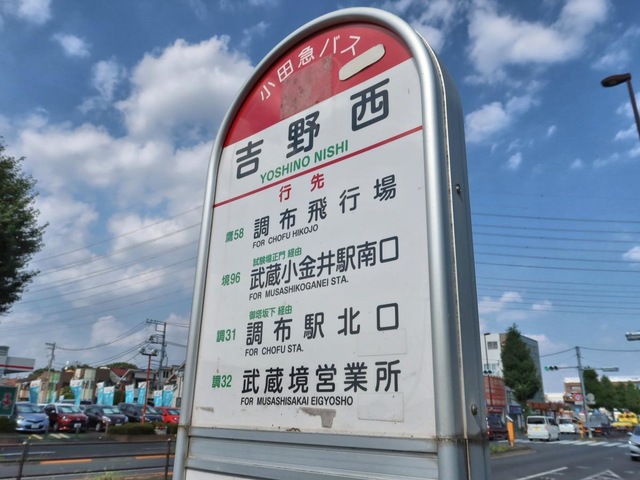 小田急バス
吉野西
YOSHINO NISHI
行先
鷹58 調布飛行場
FOR CHOFU HIKOJO
試験場正門 経由
境96 武蔵小金井駅南口
FOR MUSASHIKOGANEI STA.
御塔坂下 経由
調31 調布駅北口
FOR CHOFU STA.
調32 武蔵境営業所
FOR MUSASHISAKAI EIGYOSHO